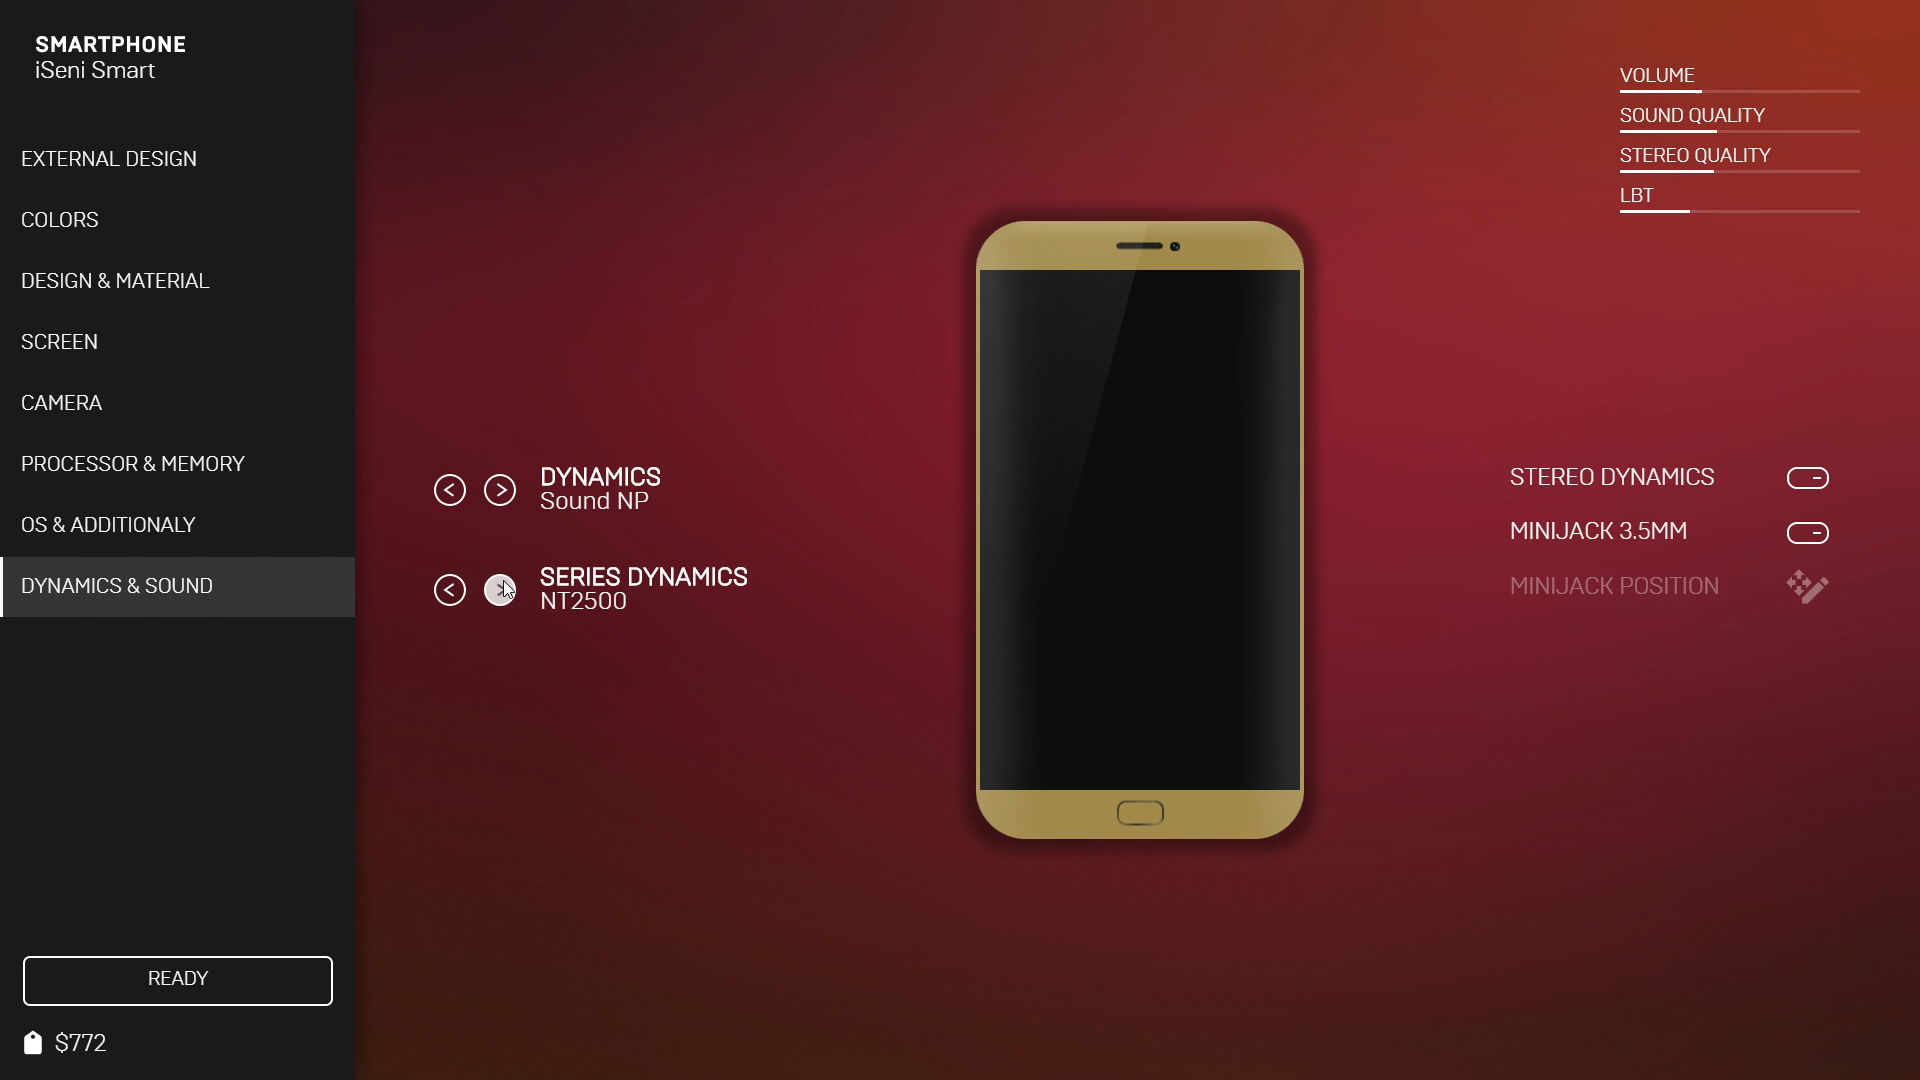 SMARTPHONE
iSeni Smart
EXTERNAL DESIGN
COLORS
DESIGN & MATERIAL
SCREEN
CAMERA
PROCESSOR & MEMORY
OS & ADDITIONALY
DYNAMICS & SOUND
READY
$772
DYNAMICS
Sound NP
SERIES DYNAMICS
NT2500
VOLUME
SOUND QUALITY
STEREO QUALITY
LBT
STEREO DYNAMICS
MINIJACK 3.5MM
MINIJACK POSITION